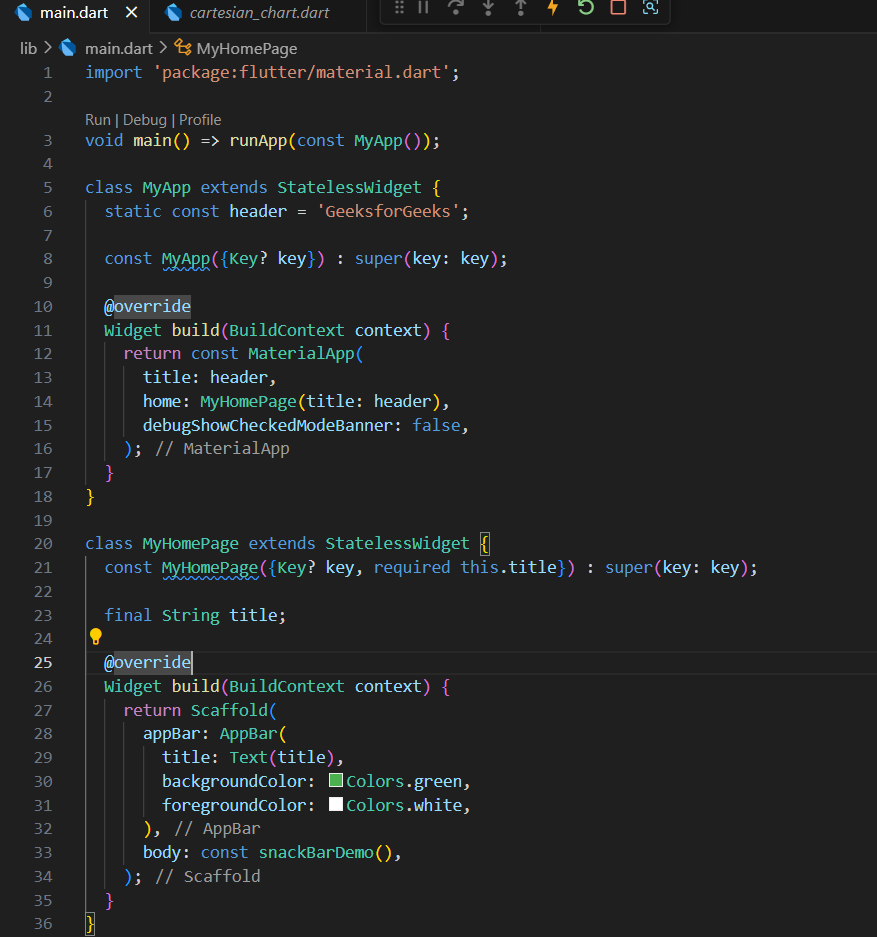 main.dart
cartesian_chart.dart
lib > main.dart > MyHomePage
1 import 'package:flutter/material.dart';
2
Run | Debug | Profile
3 void main() => runApp(const MyApp());
4
5 class MyApp extends StatelessWidget {
6   static const header = 'GeeksforGeeks';
7
8   const MyApp({Key? key}) : super(key: key);
9
10   @override
11   Widget build(BuildContext context) {
12     return const MaterialApp(
13       title: header,
14       home: MyHomePage(title: header),
15       debugShowCheckedModeBanner: false,
16     ); // MaterialApp
17   }
18 }
19
20 class MyHomePage extends StatelessWidget {
21   const MyHomePage({Key? key, required this.title}) : super(key: key);
22
23   final String title;
24
25   @override
26   Widget build(BuildContext context) {
27     return Scaffold(
28       appBar: AppBar(
29         title: Text(title),
30         backgroundColor: Colors.green,
31         foregroundColor: Colors.white,
32       ), // AppBar
33       body: const snackBarDemo(),
34     ); // Scaffold
35   }
36 }